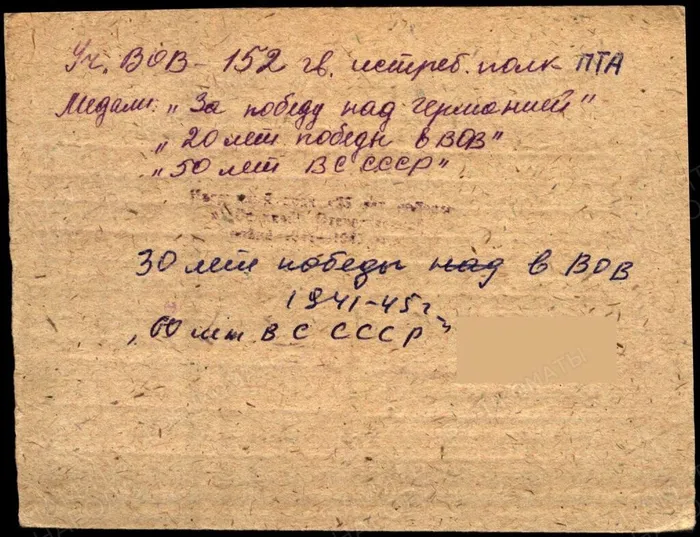 Уч. ВОВ - 152 гв. истреб. полк ПТА
Медали: „За победу над германией"
„20 лет победы в ВОВ"
„50 лет ВС СССР"
30 лет победы над в ВОВ
1941-45 г.
„60 лет ВС СССР"